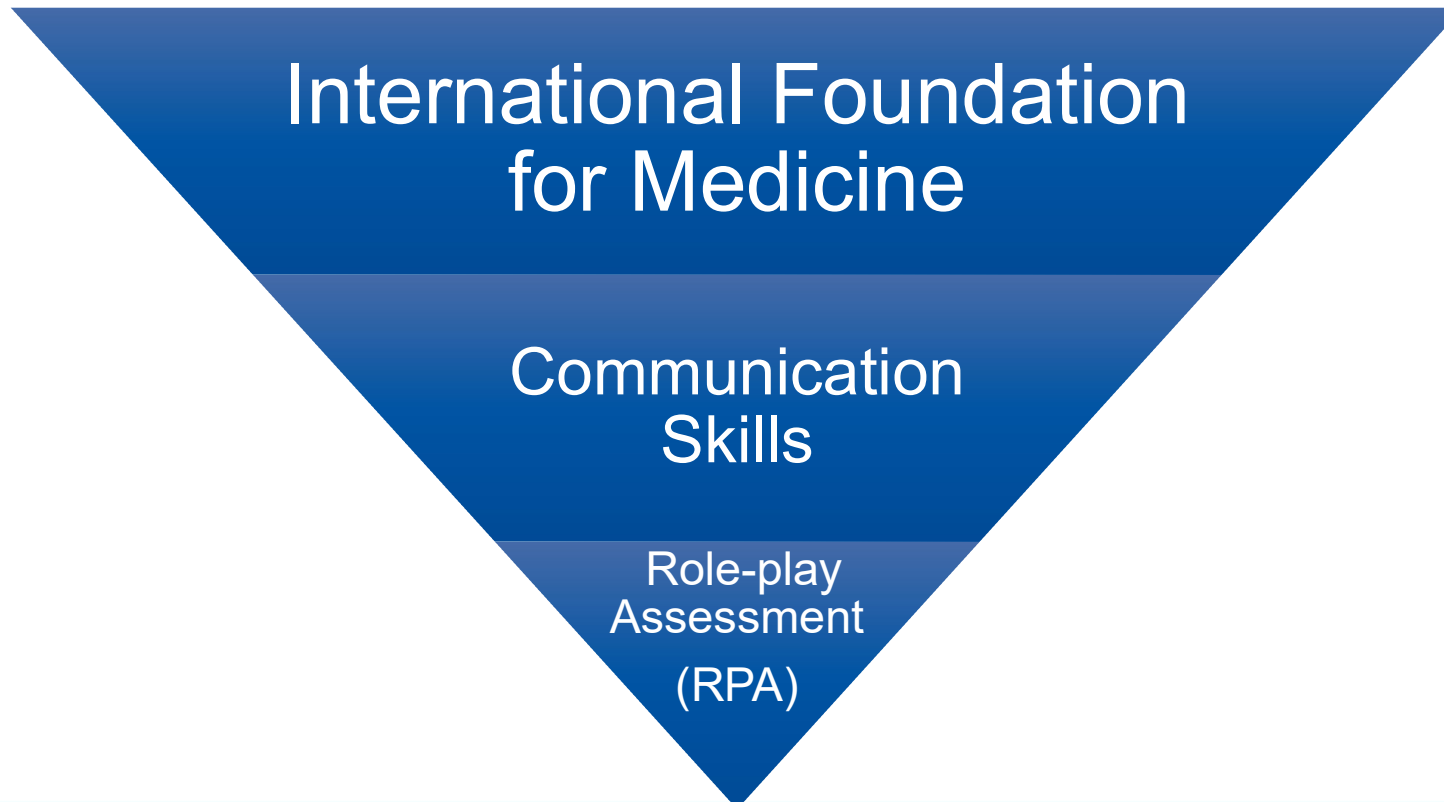 International Foundation
for Medicine
Communication
Skills
Role-play
Assessment
(RPA)